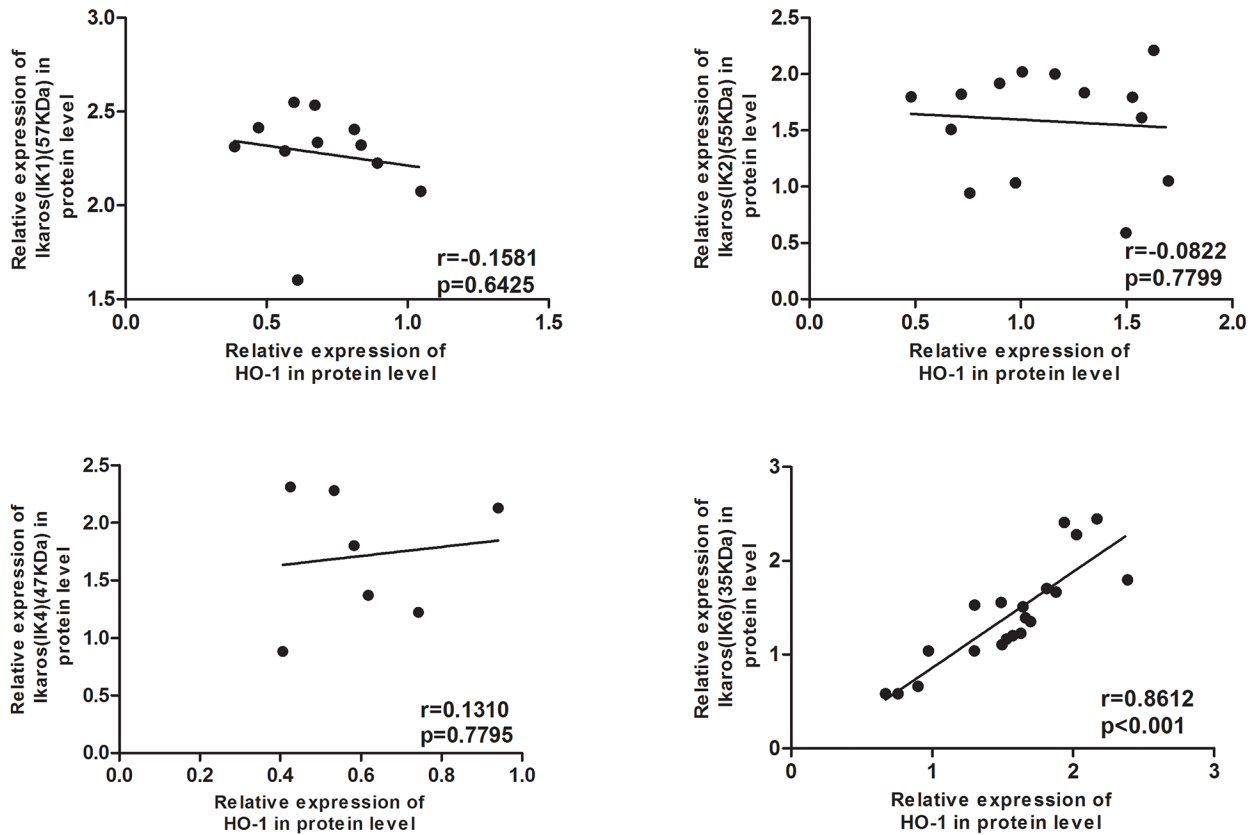 Relative expression of
Ikaros(IK1)(57KDa) in
protein level
3.0
2.5
2.0
1.5
0.0
0.5
1.0
1.5
r=-0.1581
p=0.6425
Relative expression of
HO-1 in protein level
Relative expression of
Ikaros(IK2)(55KDa) in
protein level
2.5
2.0
1.5
1.0
0.5
0.0
0.0
0.5
1.0
1.5
2.0
r=-0.0822
p=0.7799
Relative expression of
HO-1 in protein level
Relative expression of
Ikaros(IK4)(47KDa) in
protein level
2.5
2.0
1.5
1.0
0.5
0.0
0.0
0.2
0.4
0.6
0.8
1.0
r=0.1310
p=0.7795
Relative expression of
HO-1 in protein level
Relative expression of
Ikaros(IK6)(35KDa) in
protein level
3
2
1
0
0
1
2
3
r=0.8612
p<0.001
Relative expression of
HO-1 in protein level